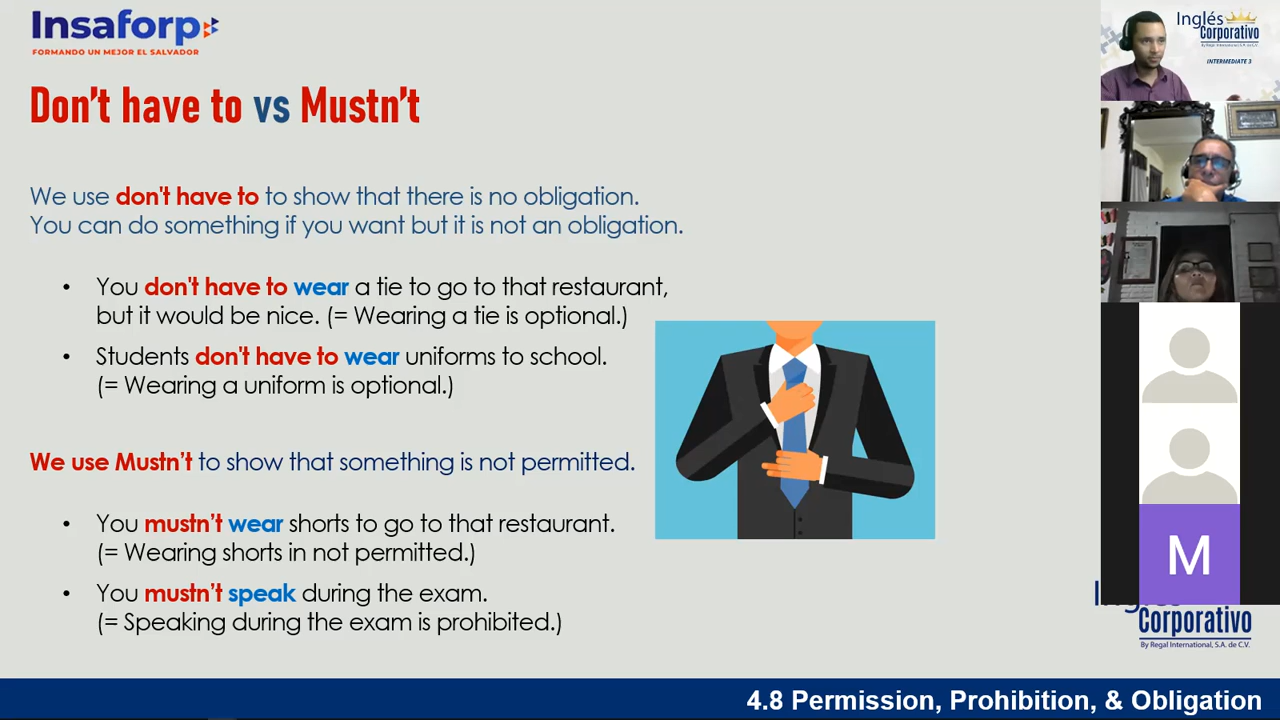 Insaforp
FORMANDO UN MEJOR EL SALVADOR
Don't have to vs Mustn't
We use don't have to to show that there is no obligation.
You can do something if you want but it is not an obligation.
• You don't have to wear a tie to go to that restaurant,
but it would be nice. (= Wearing a tie is optional.)
• Students don't have to wear uniforms to school.
(= Wearing a uniform is optional.)
We use Mustn't to show that something is not permitted.
• You mustn't wear shorts to go to that restaurant.
(= Wearing shorts in not permitted.)
• You mustn't speak during the exam.
(= Speaking during the exam is prohibited.)
Inglés
Corporativo
By Regal International, S.A. de C.V.
INTERMEDIATE 3
M
Corporativo
By Regal International, S.A. de C.V.
4.8 Permission, Prohibition, & Obligation